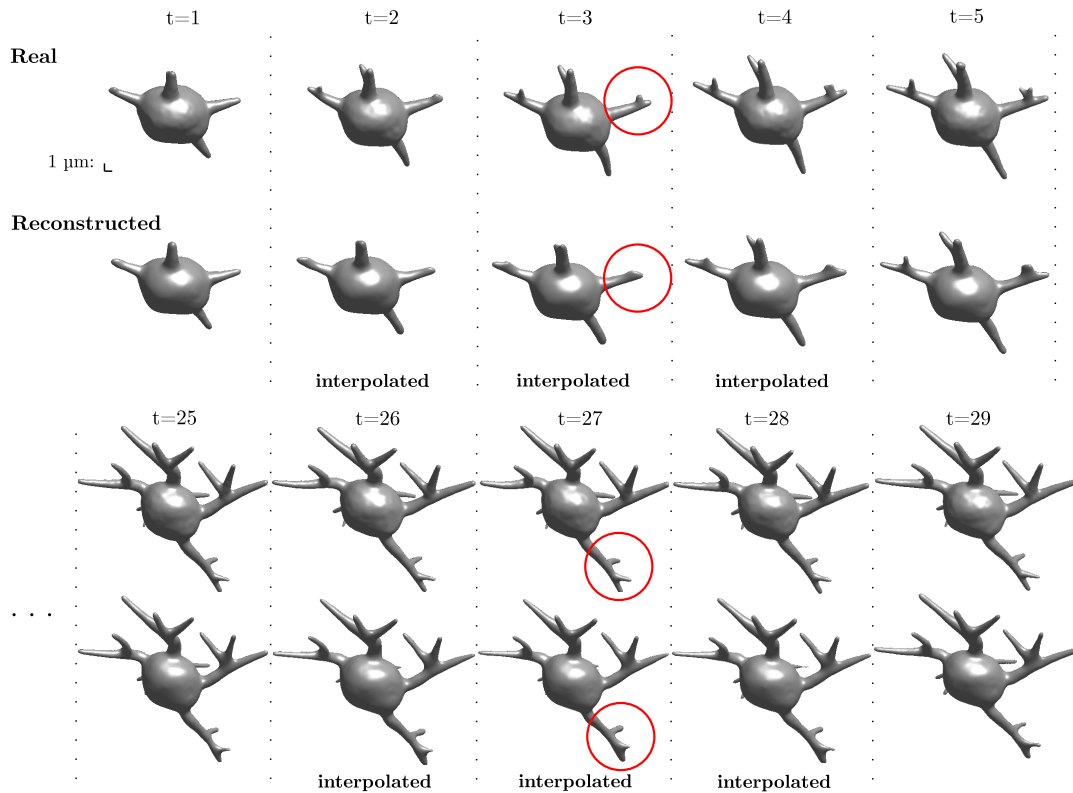 t=1 t=2 t=3 t=4 t=5
Real
1 µm:
Reconstructed
interpolated interpolated interpolated
t=25 t=26 t=27 t=28 t=29
. . .
interpolated interpolated interpolated